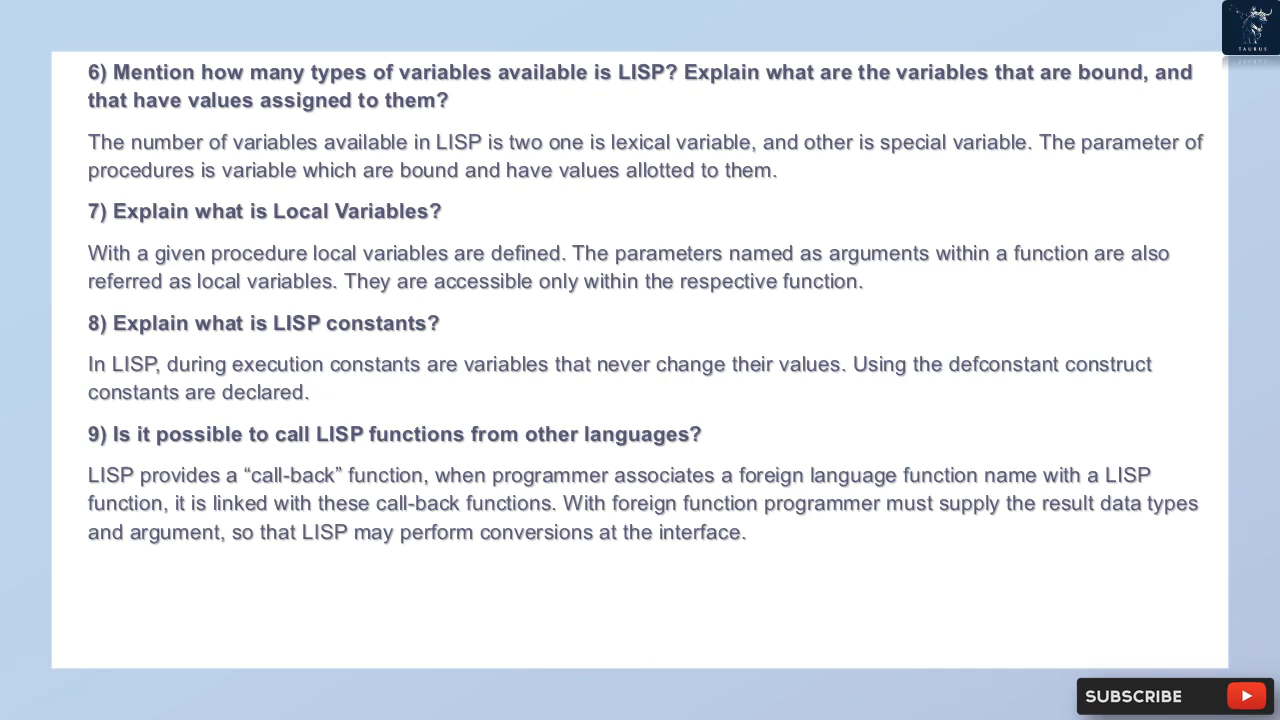 TAURUS
6) Mention how many types of variables available is LISP? Explain what are the variables that are bound, and
that have values assigned to them?
The number of variables available in LISP is two one is lexical variable, and other is special variable. The parameter of
procedures is variable which are bound and have values allotted to them.
7) Explain what is Local Variables?
With a given procedure local variables are defined. The parameters named as arguments within a function are also
referred as local variables. They are accessible only within the respective function.
8) Explain what is LISP constants?
In LISP, during execution constants are variables that never change their values. Using the defconstant construct
constants are declared.
9) Is it possible to call LISP functions from other languages?
LISP provides a “call-back” function, when programmer associates a foreign language function name with a LISP
function, it is linked with these call-back functions. With foreign function programmer must supply the result data types
and argument, so that LISP may perform conversions at the interface.
SUBSCRIBE